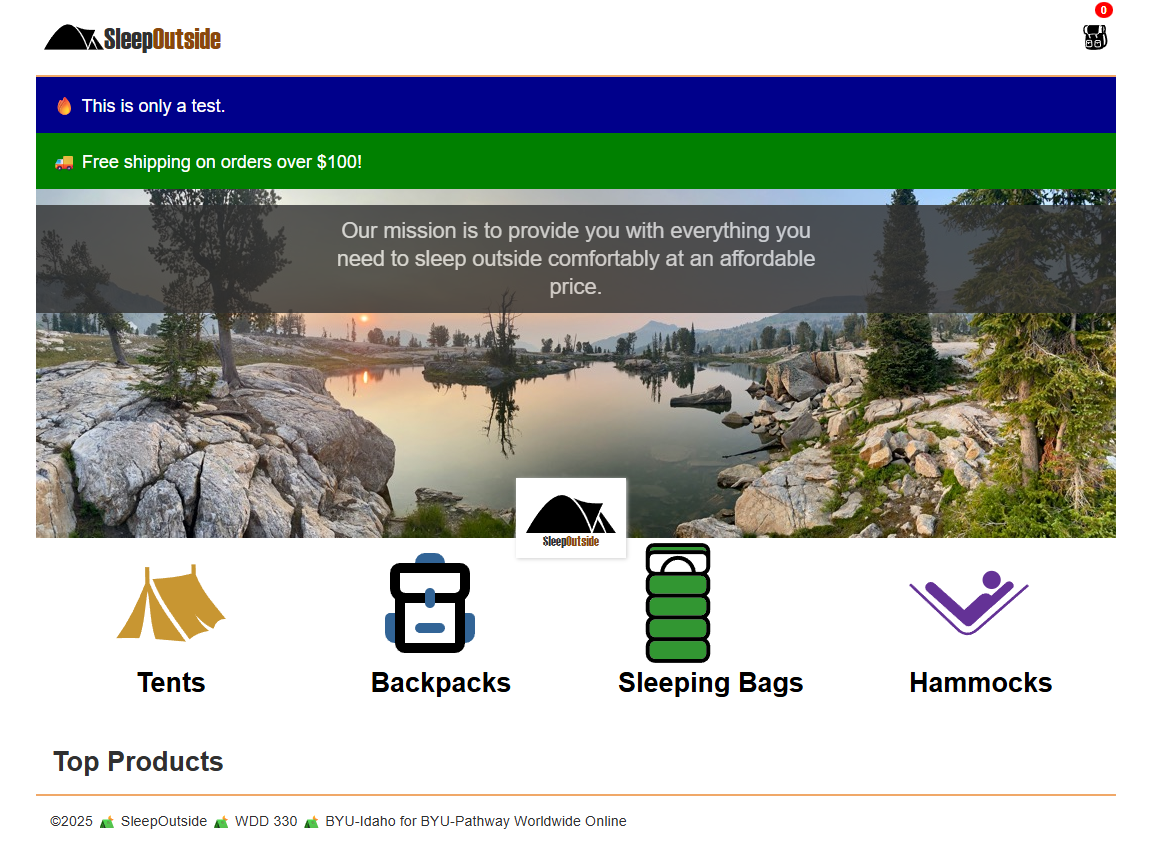 SleepOutside
0
This is only a test.
Free shipping on orders over $100!
Our mission is to provide you with everything you
need to sleep outside comfortably at an affordable
price.
SleepOutside
Tents
Backpacks
Sleeping Bags
Hammocks
Top Products
©2025 🏕️ SleepOutside 🏕️ WDD 330 🏕️ BYU-Idaho for BYU-Pathway Worldwide Online